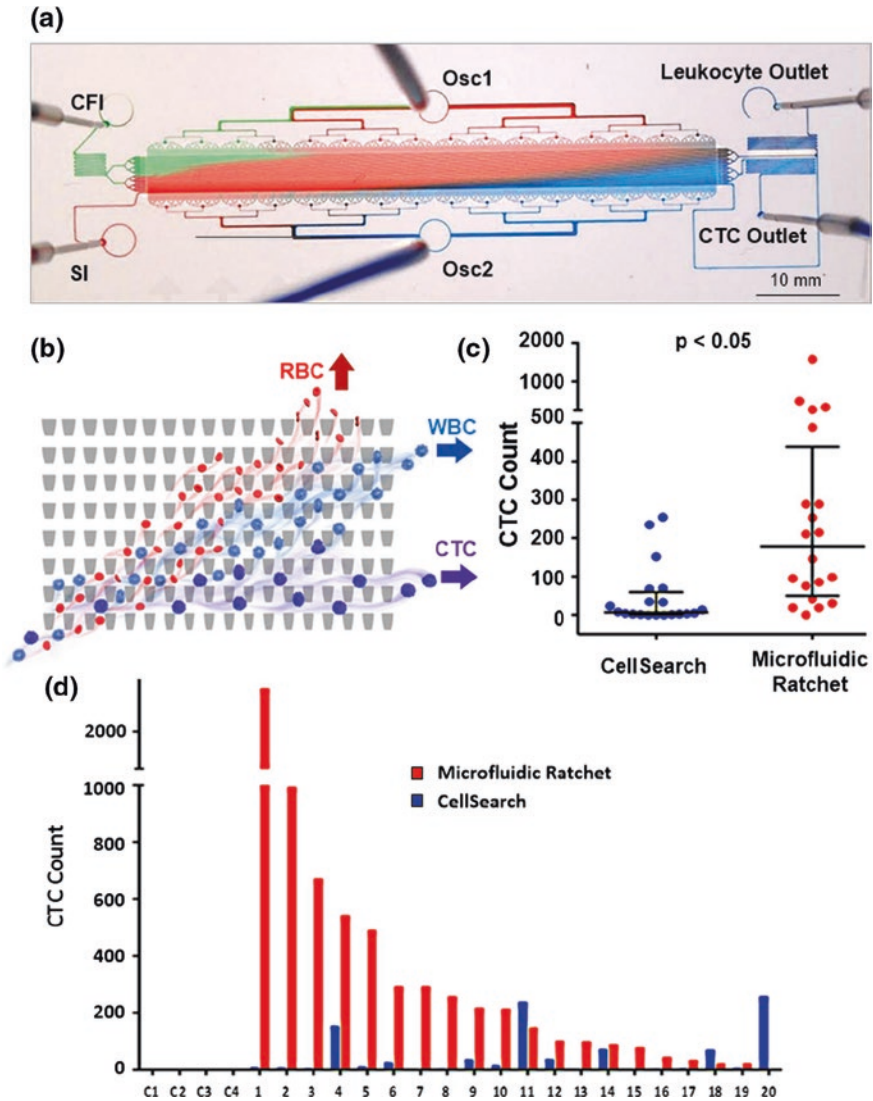 (a)
CFI
Osc1
Leukocyte Outlet
SI
Osc2
CTC Outlet
10 mm
(b)
RBC
WBC
CTC
(c)
p < 0.05
2000
1000
500
400
300
200
100
0
CTC Count
CellSearch
Microfluidic
Ratchet
(d)
2000
1000
800
600
400
200
0
CTC Count
Microfluidic Ratchet
CellSearch
C1 C2 C3 C4 1 2 3 4 5 6 7 8 9 10 11 12 13 14 15 16 17 18 19 20